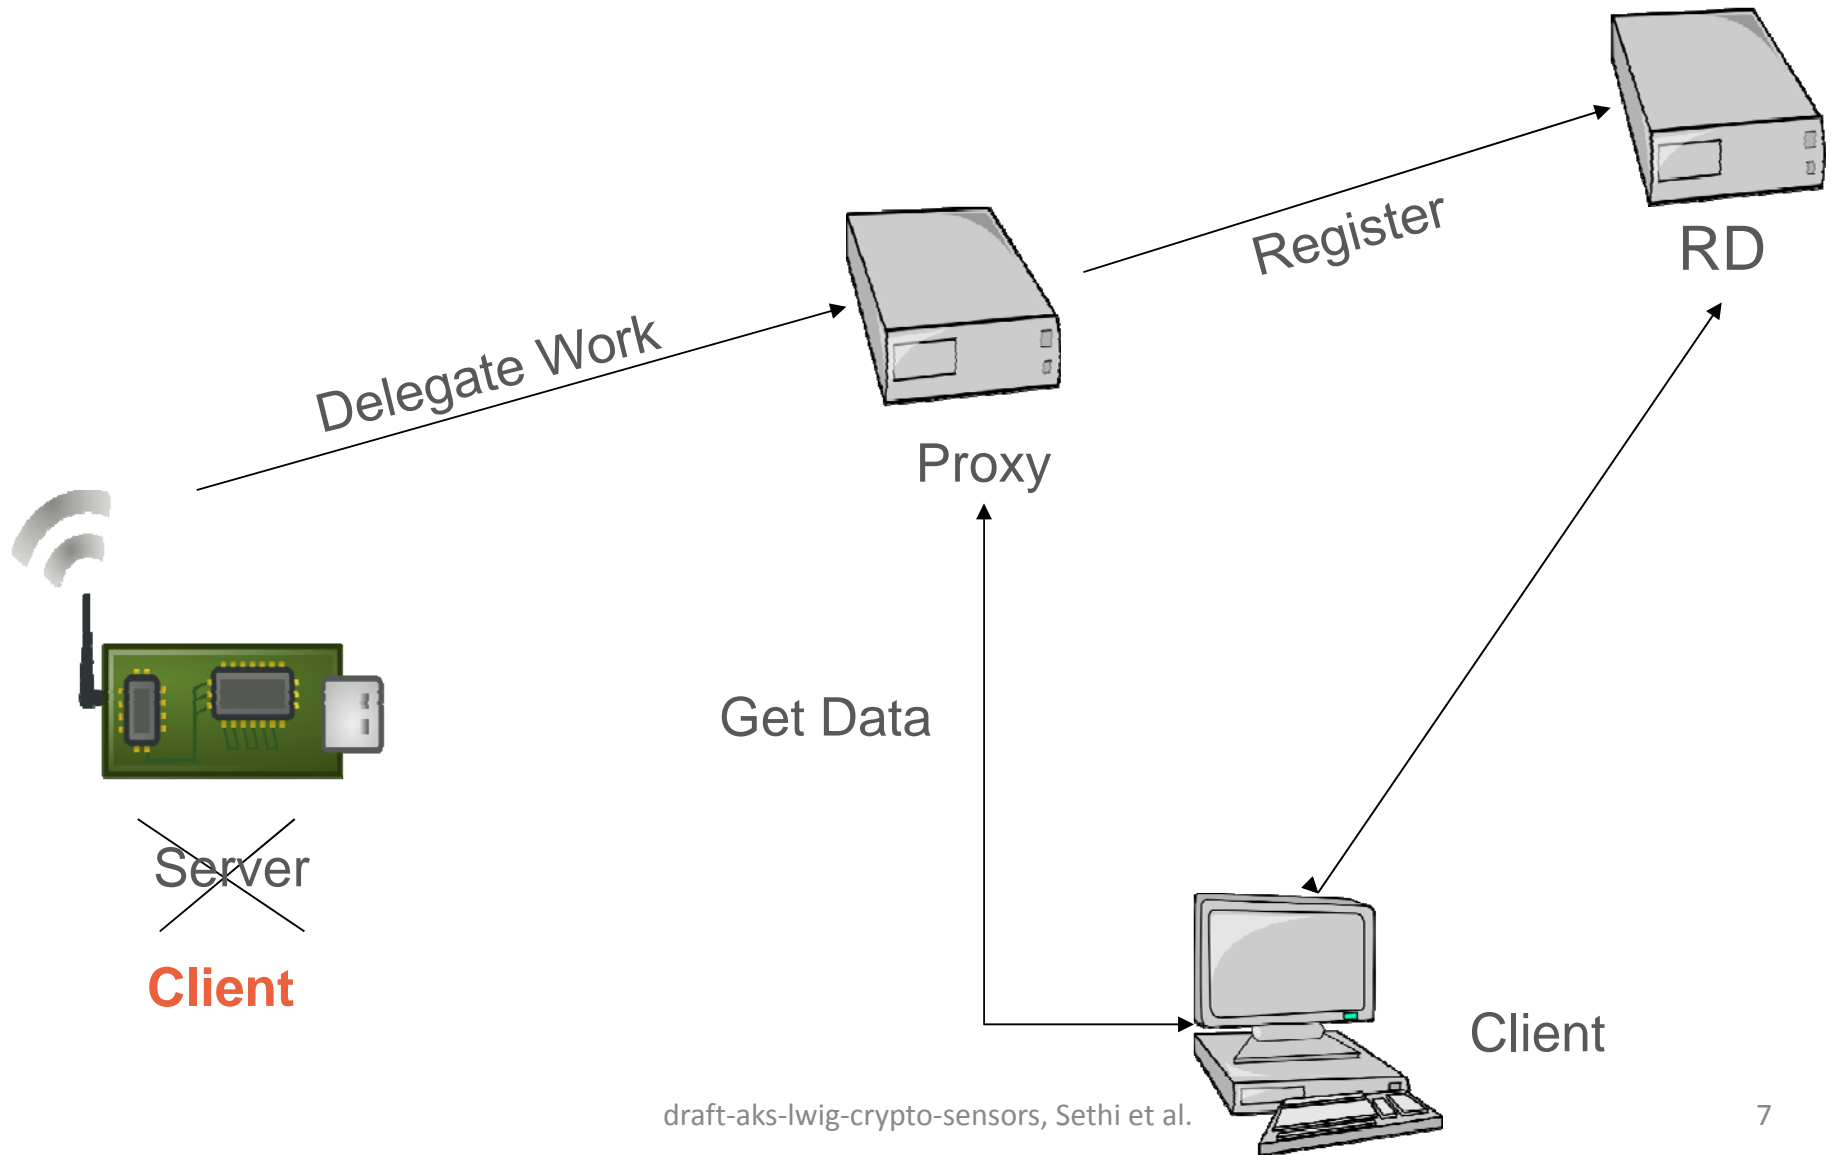 RD
Register
Delegate Work
Proxy
Get Data
Server
Client
Client
draft-aks-lwig-crypto-sensors, Sethi et al.
7